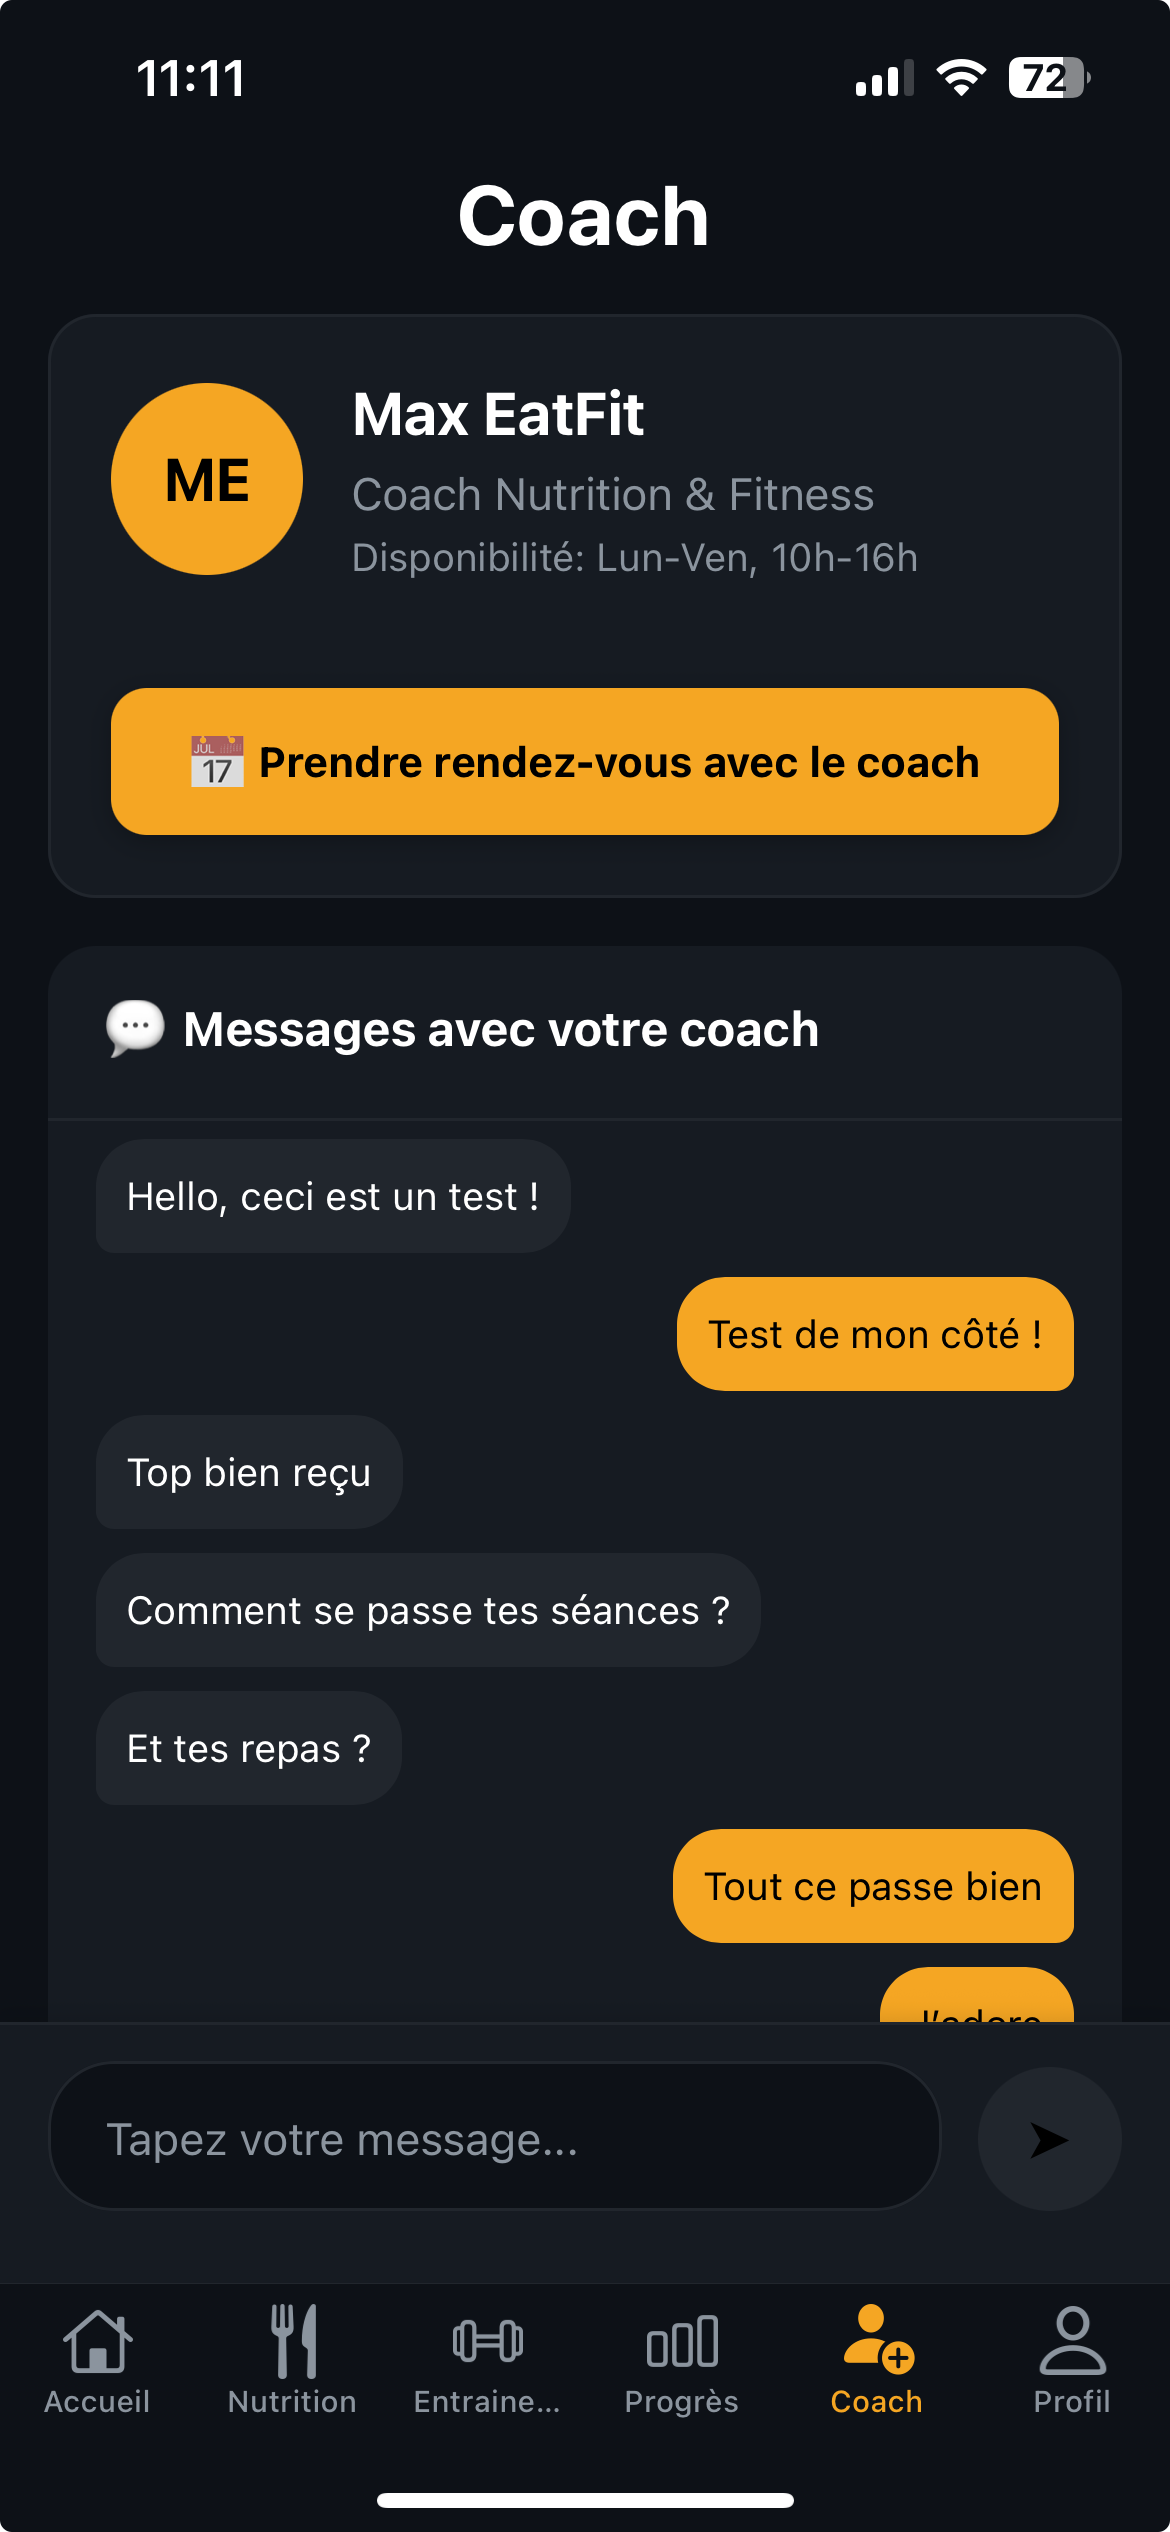 11:11
72
Coach
ME
Max EatFit
Coach Nutrition & Fitness
Disponibilité: Lun-Ven, 10h-16h
JUL
17
Prendre rendez-vous avec le coach
Messages avec votre coach
Hello, ceci est un test !
Test de mon côté !
Top bien reçu
Comment se passe tes séances ?
Et tes repas ?
Tout ce passe bien
J’adore
Tapez votre message...
Accueil
Nutrition
Entraine...
Progrès
Coach
Profil